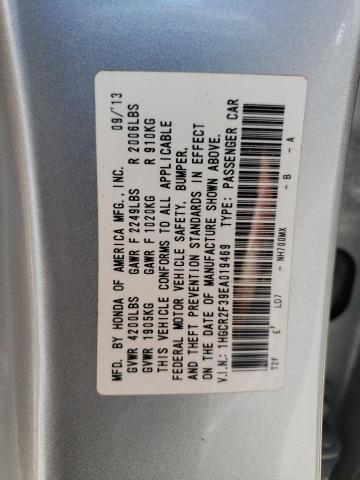 MFD. BY HONDA OF AMERICA MFG., INC. 09/'13
GVWR 4200LBS GAWR F 2249LBS R 2006LBS
GVWR 1905KG GAWR F 1020KG R 910KG
THIS VEHICLE CONFORMS TO ALL APPLICABLE
FEDERAL MOTOR VEHICLE SAFETY, BUMPER,
AND THEFT PREVENTION STANDARDS IN EFFECT
ON THE DATE OF MANUFACTURE SHOWN ABOVE.
V.I.N.: 1HGCR2F39EA019469 TYPE: PASSENGER CAR
T2F E LD7 - NH700MX - B - A